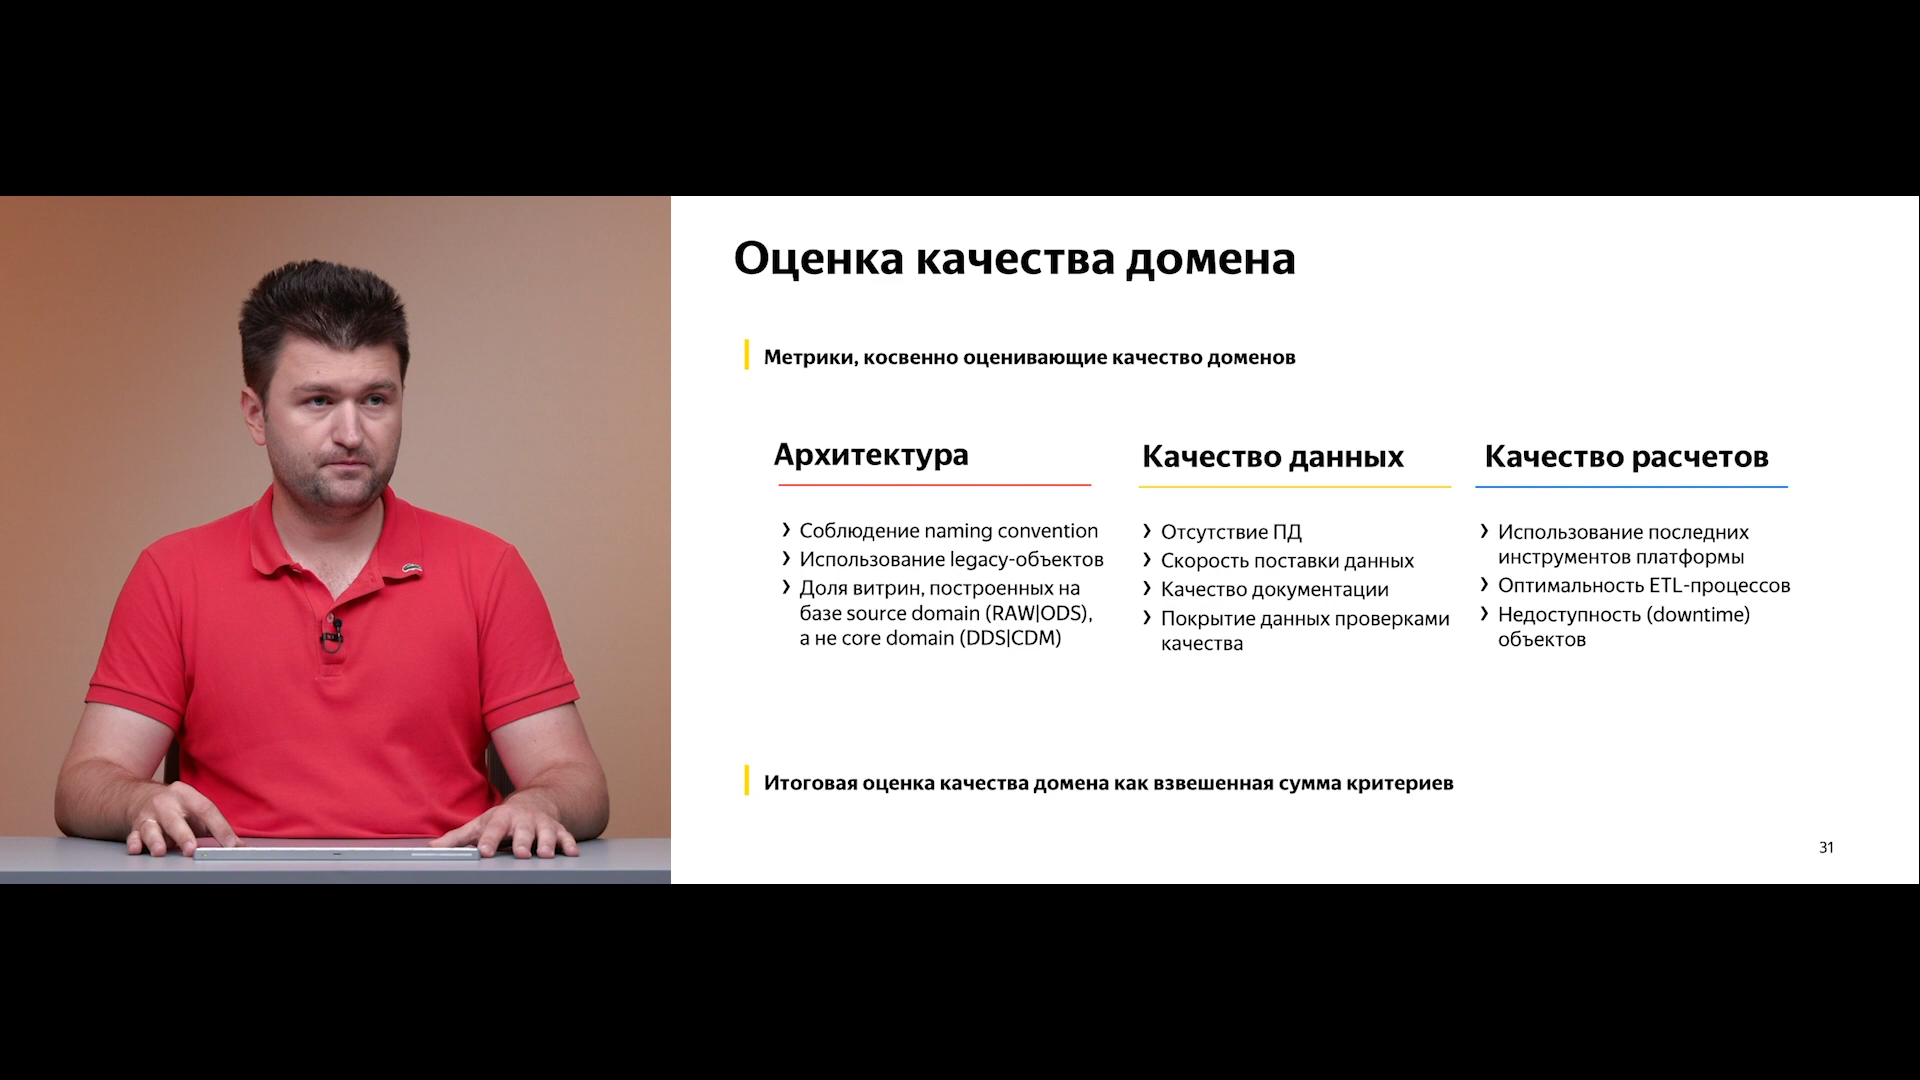 Оценка качества домена
Метрики, косвенно оценивающие качество доменов
Архитектура
Соблюдение naming convention
Использование legacy-объектов
Доля витрин, построенных на
базе source domain (RAW|ODS),
а не core domain (DDS|CDM)
Качество данных
Отсутствие ПД
Скорость поставки данных
Качество документации
Покрытие данных проверками
качества
Качество расчетов
Использование последних
инструментов платформы
Оптимальность ETL-процессов
Недоступность (downtime)
объектов
Итоговая оценка качества домена как взвешенная сумма критериев
31